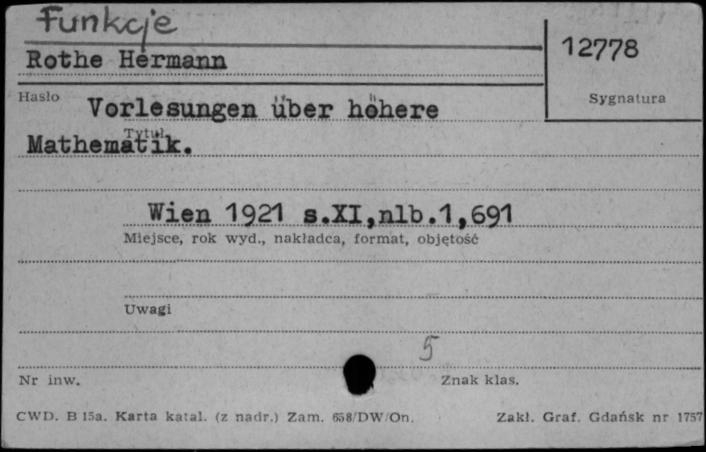 Funkcje
Rothe Hermann
12778
Hasło
Sygnatura
Vorlesungen über höhere
Tytuł
Mathematik.
Wien 1921 s.XI,nlb.1,691
Miejsce, rok wyd., nakładca, format, objętość
Uwagi
5
Nr inw.
Znak klas.
CWD. B 15a. Karta katal. (z nadr.) Zam. 658/DW/On.
Zakł. Graf. Gdańsk nr 1757